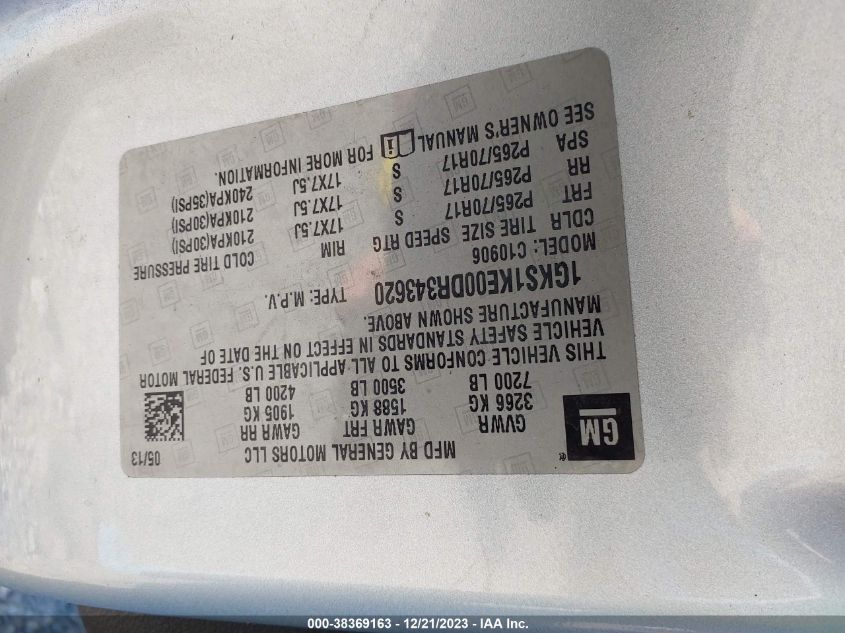 MFD BY GENERAL MOTORS LLC 05/13
GM
GVWR GAWR FRT GAWR RR
3266 KG 1588 KG 1905 KG
7200 LB 3500 LB 4200 LB
THIS VEHICLE CONFORMS TO ALL APPLICABLE U.S. FEDERAL MOTOR
VEHICLE SAFETY STANDARDS IN EFFECT ON THE DATE OF
MANUFACTURE SHOWN ABOVE.
1GKS1KE00DR343620 TYPE: M.P.V.
MODEL: C10906
CDLR TIRE SIZE SPEED RTG RIM COLD TIRE PRESSURE
FRT P265/70R17 S 17X7.5J 210KPA(30PSI)
RR P265/70R17 S 17X7.5J 210KPA(30PSI)
SPA P265/70R17 S 17X7.5J 240KPA(35PSI)
SEE OWNER'S MANUAL i FOR MORE INFORMATION.
000-38369163 - 12/21/2023 - IAA Inc.